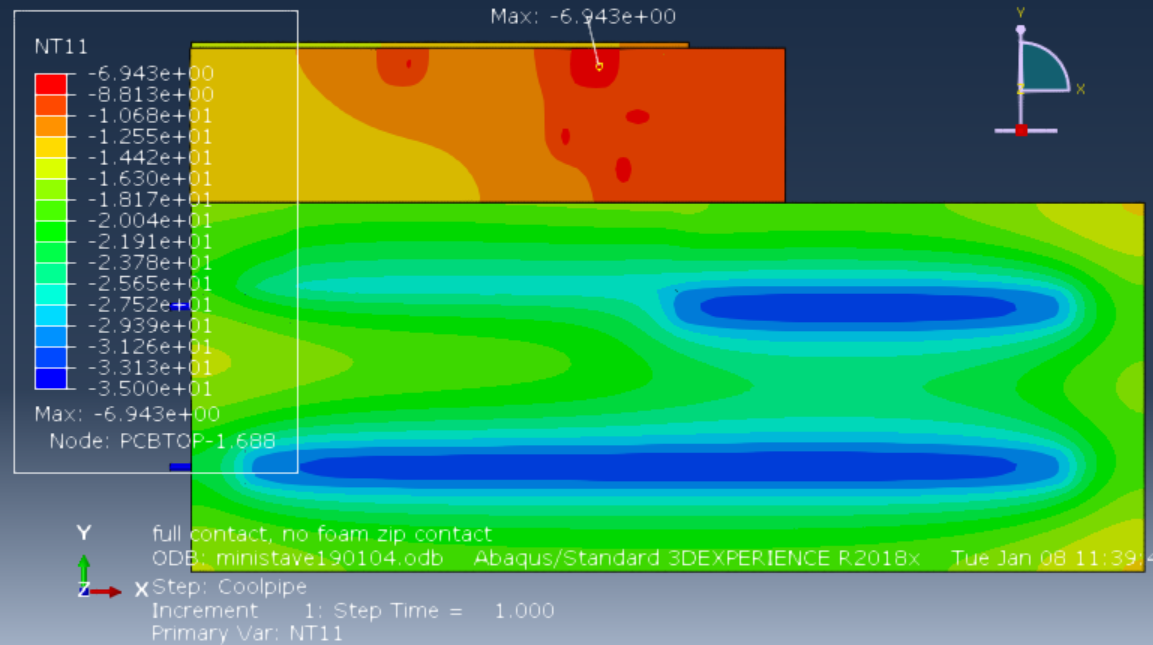 Max: -6.943e+00
NT11
-6.943e+00
-8.813e+00
-1.068e+01
-1.255e+01
-1.442e+01
-1.630e+01
-1.817e+01
-2.004e+01
-2.191e+01
-2.378e+01
-2.565e+01
-2.752e+01
-2.939e+01
-3.126e+01
-3.313e+01
-3.500e+01
Max: -6.943e+00
Node: PCBTOP-1.688
Y
X
Z
Y
X
Z
full contact, no foam zip contact
ODB: ministave190104.odb Abaqus/Standard 3DEXPERIENCE R2018x Tue Jan 08 11:39:4
Step: Coolpipe
Increment 1: Step Time = 1.000
Primary Var: NT11